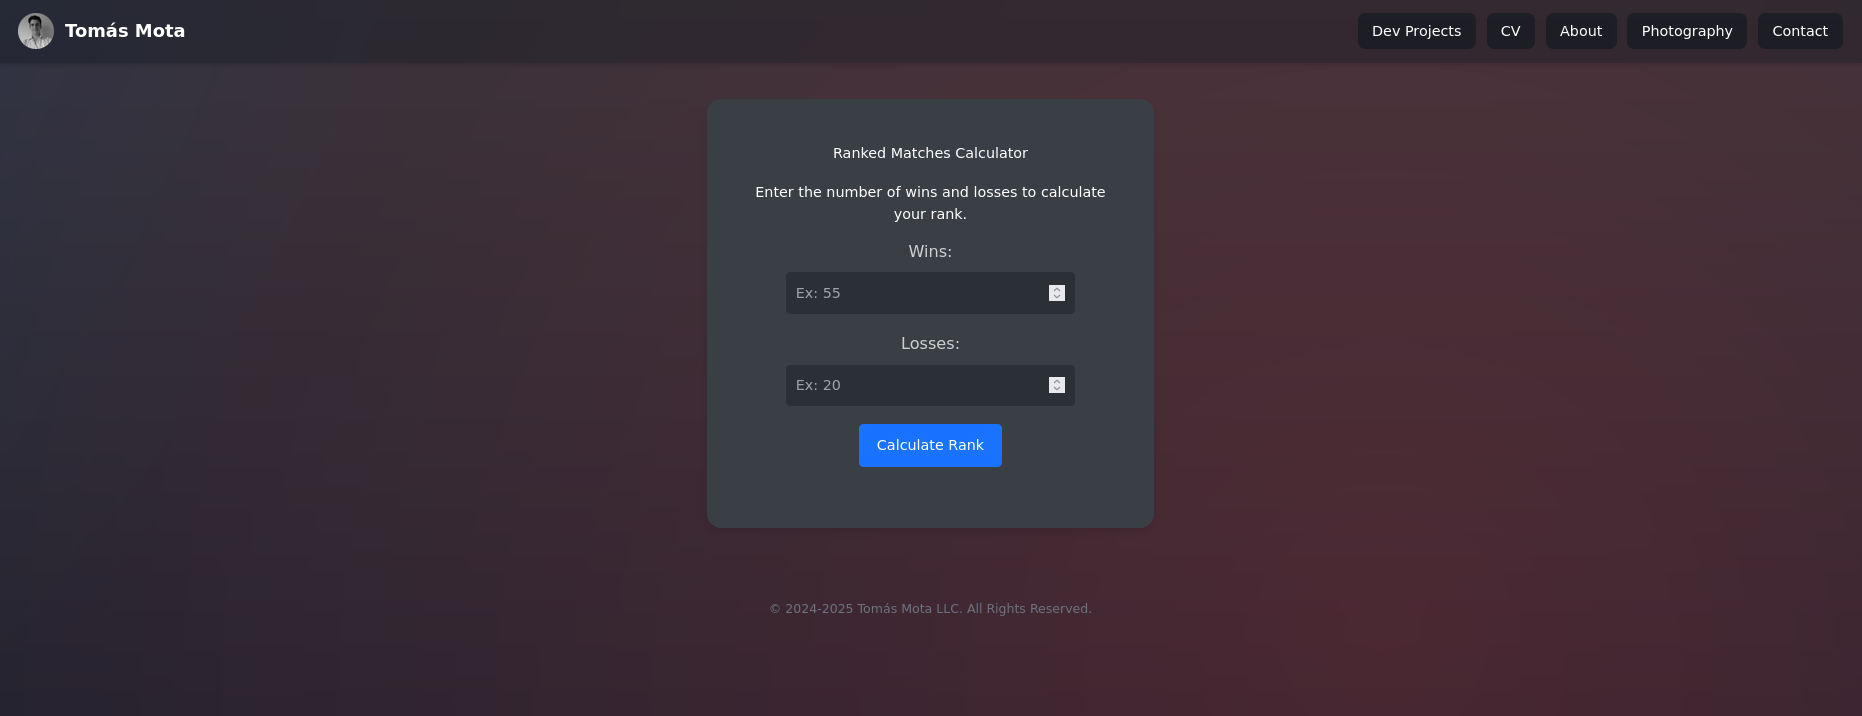 Tomás Mota
Dev Projects
CV
About
Photography
Contact
Ranked Matches Calculator
Enter the number of wins and losses to calculate
your rank.
Wins:
Ex: 55
Losses:
Ex: 20
Calculate Rank
© 2024-2025 Tomás Mota LLC. All Rights Reserved.